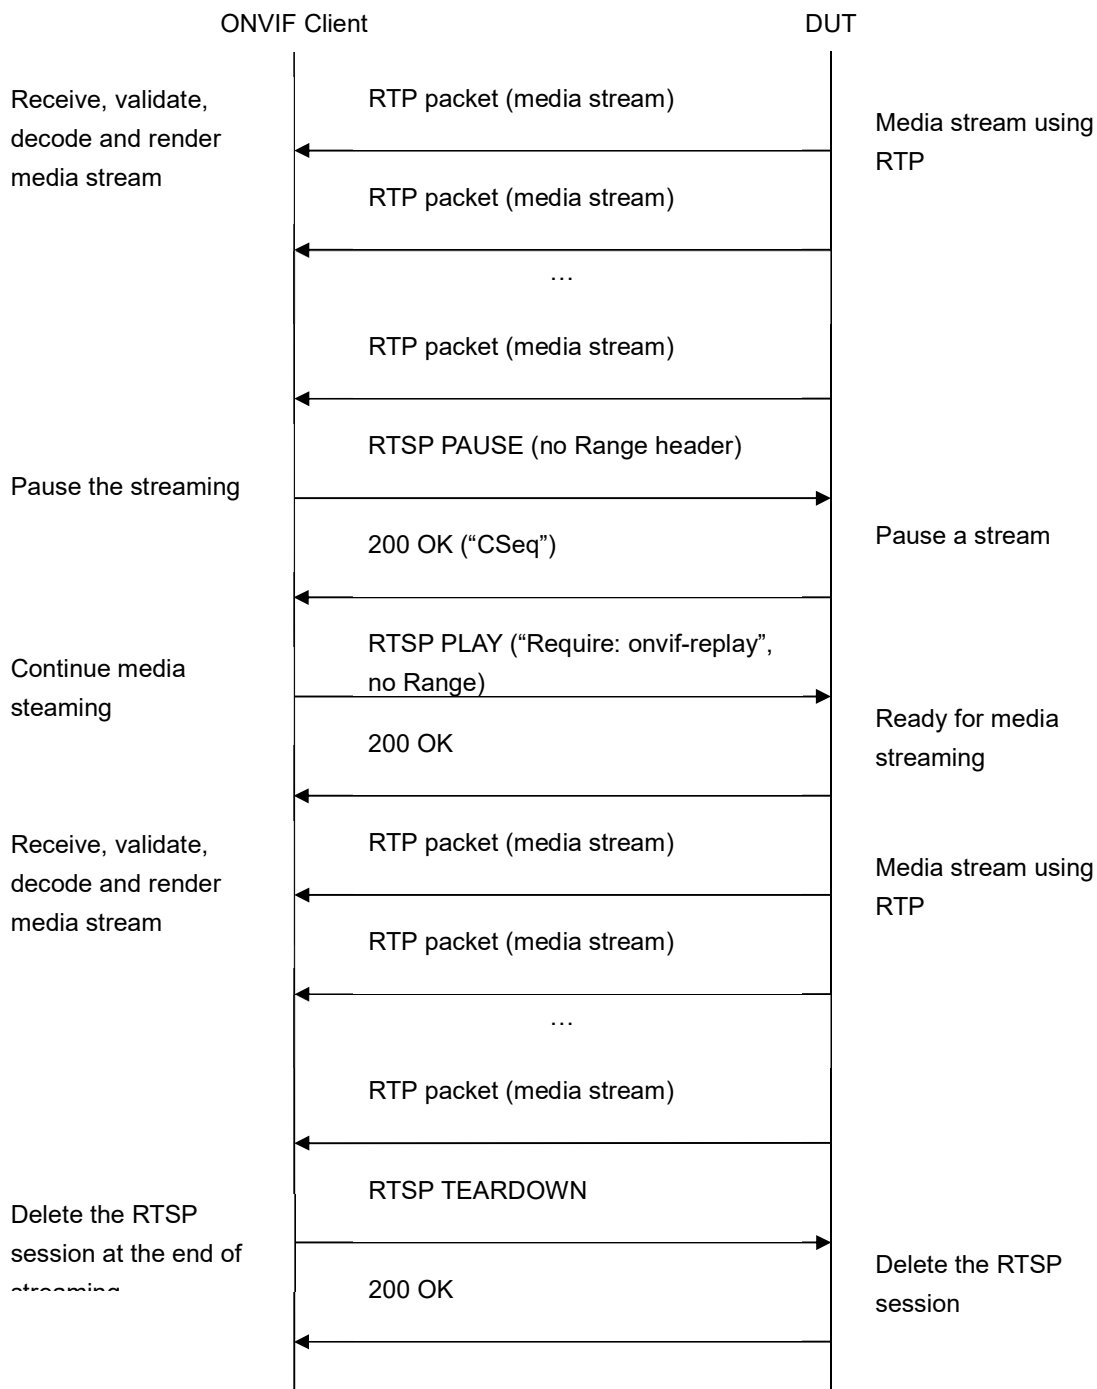 ONVIF Client
DUT
RTP packet (media stream)
Receive, validate,
decode and render
media stream
Media stream using
RTP
RTP packet (media stream)
…
RTP packet (media stream)
RTSP PAUSE (no Range header)
Pause the streaming
Pause a stream
200 OK (“CSeq”)
RTSP PLAY (“Require: onvif-replay”,
no Range)
Continue media
steaming
Ready for media
streaming
200 OK
RTP packet (media stream)
Receive, validate,
decode and render
media stream
Media stream using
RTP
RTP packet (media stream)
…
RTP packet (media stream)
RTSP TEARDOWN
Delete the RTSP
session at the end of
streaming
Delete the RTSP
session
200 OK